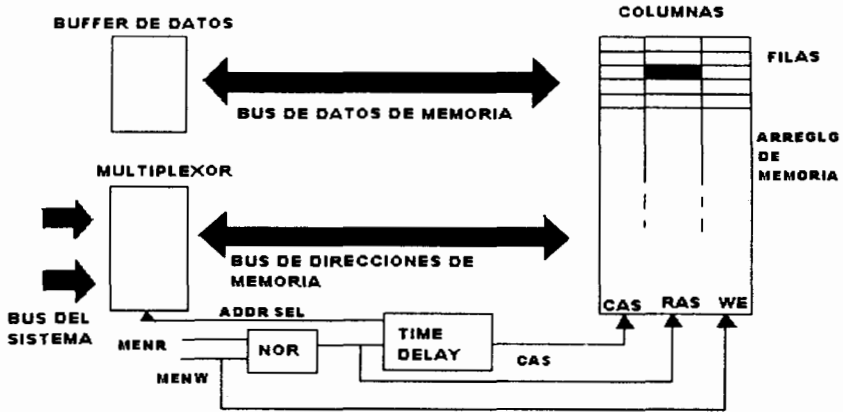 COLUMNAS
BUFFER DE DATOS
FILAS
BUS DE DATOS DE MEMORIA
ARREGLG
DE
MEMORIA
MULTIPLEXOR
BUS DE DIRECCIONES DE
MEMORIA
CAS RAS WE
BUS DEL
SISTEMA
ADDR SEL
TIME
DELAY
MENR
NOR
CAS
MENW